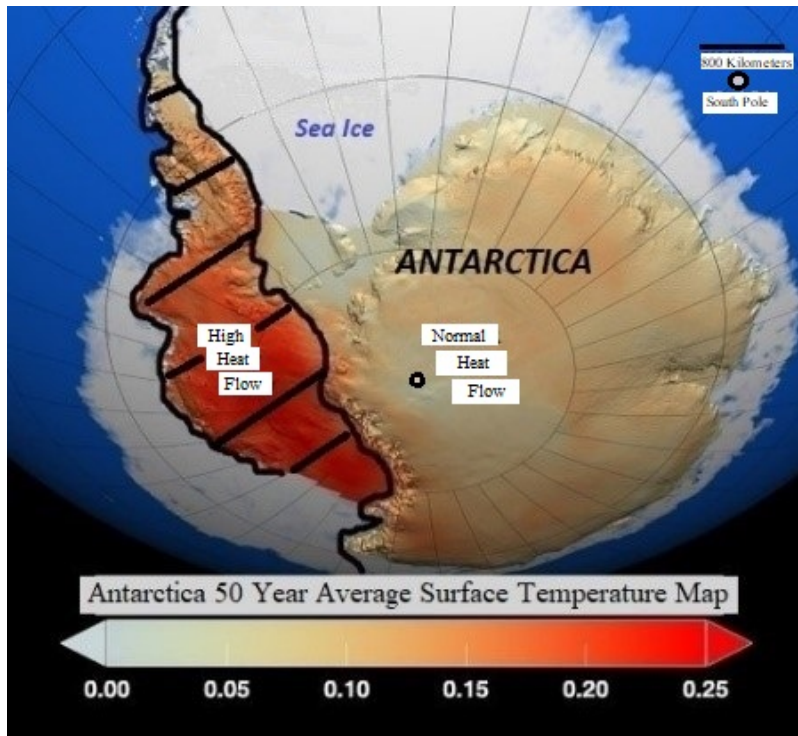 800 Kilometers
South Pole
Sea Ice
ANTARCTICA
High
Heat
Flow
Normal
Heat
Flow
Antarctica 50 Year Average Surface Temperature Map
0.00 0.05 0.10 0.15 0.20 0.25